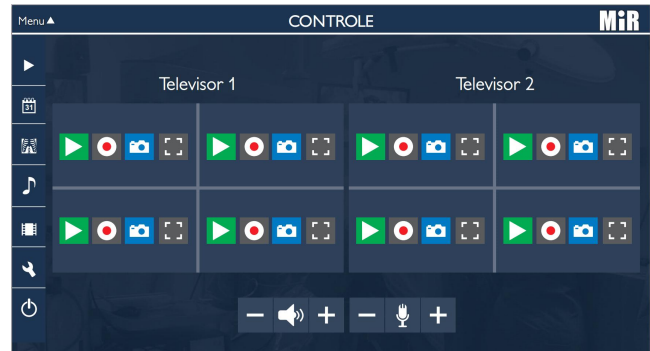 Menu ▲
CONTROLE
MiR
Televisor 1
Televisor 2
31